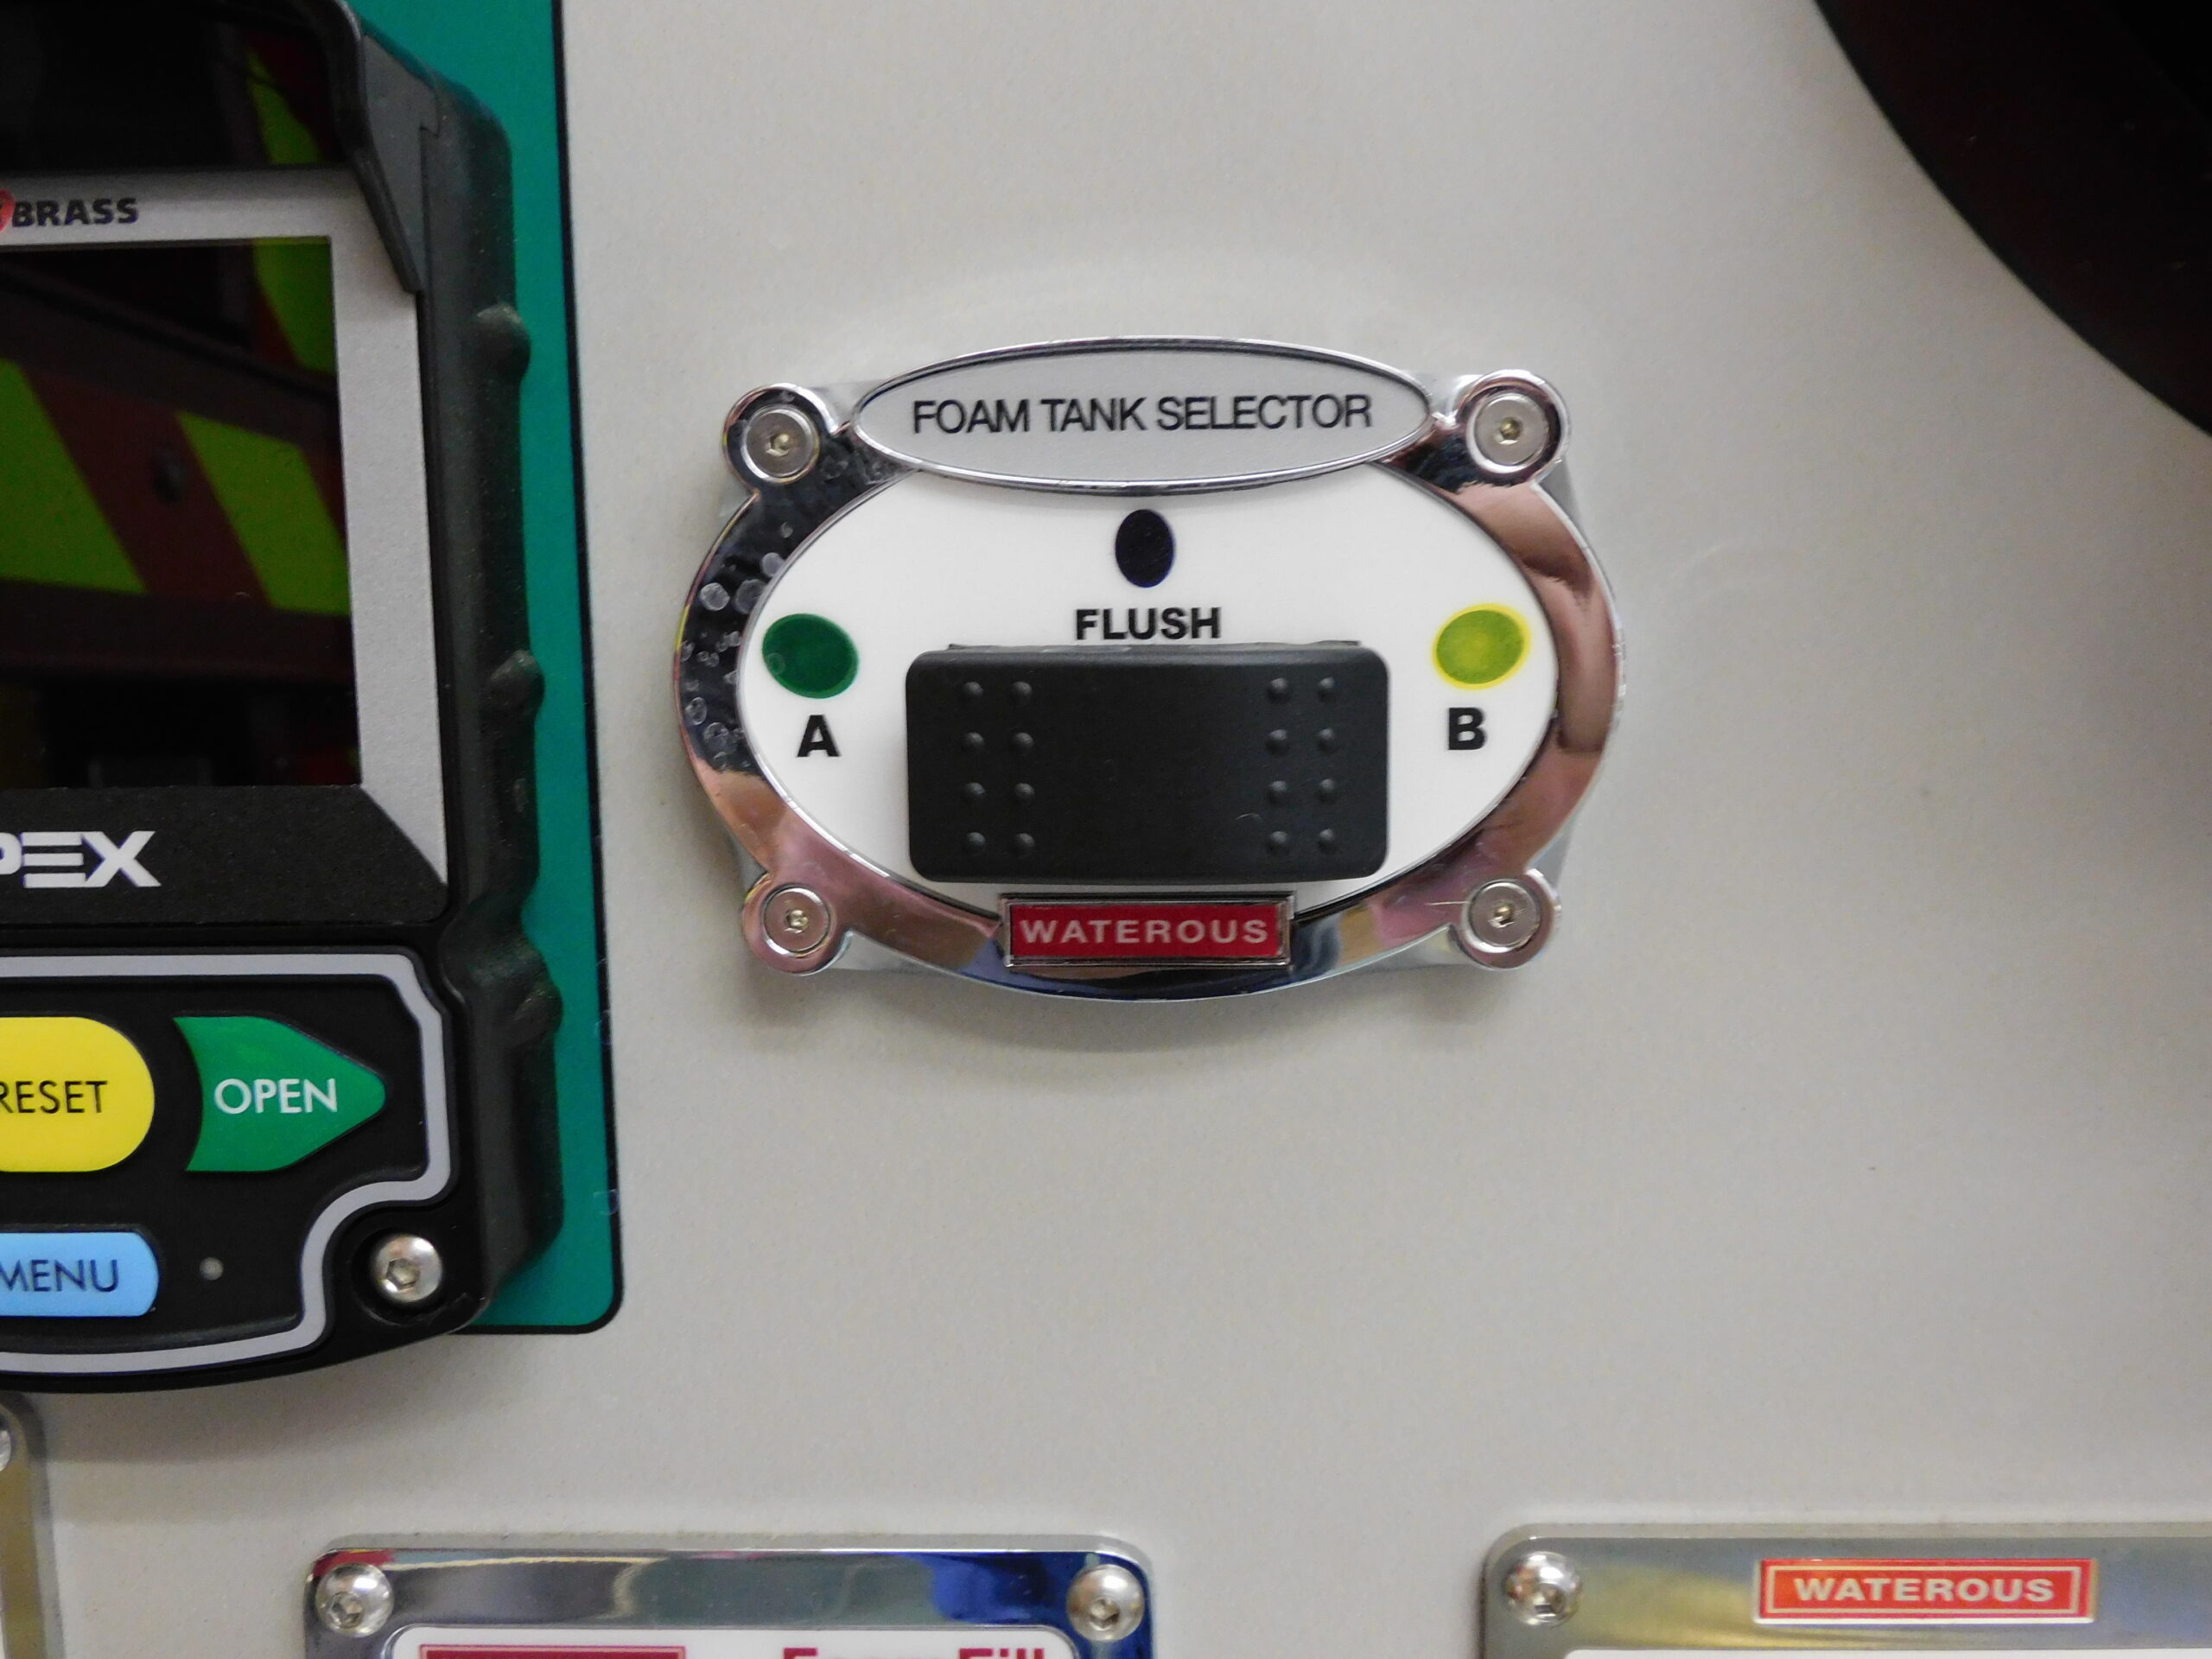 BRASS
FOAM TANK SELECTOR
FLUSH
A
B
WATEROUS
PEX
RESET
OPEN
MENU
WATEROUS